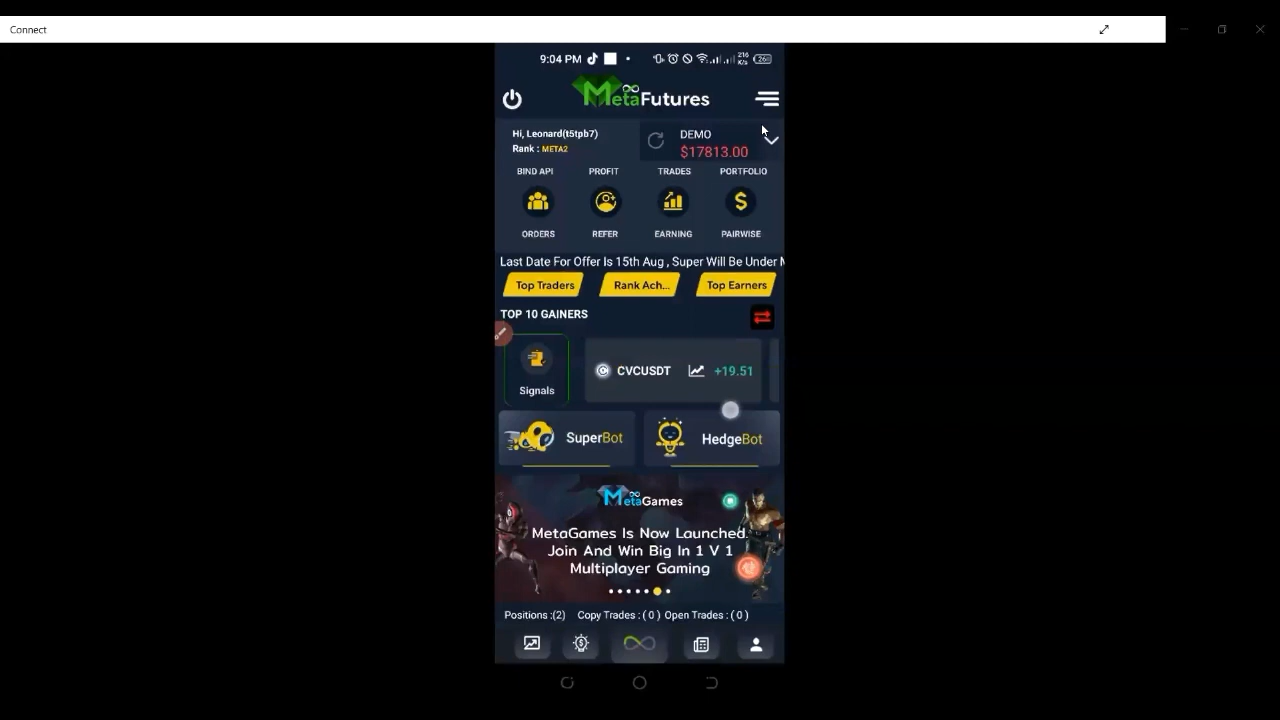 Connect
9:04 PM
216
K/s
26
MetaFutures
Hi, Leonard(t5tpb7)
Rank : META2
DEMO
$17813.00
BIND API PROFIT TRADES PORTFOLIO
ORDERS REFER EARNING PAIRWISE
Last Date For Offer Is 15th Aug , Super Will Be Under
Top Traders Rank Ach... Top Earners
TOP 10 GAINERS
Signals
CVCUSDT +19.51
SuperBot HedgeBot
MetaGames
MetaGames Is Now Launched.
Join And Win Big In 1 V 1
Multiplayer Gaming
Positions :(2) Copy Trades : ( 0 ) Open Trades : ( 0 )